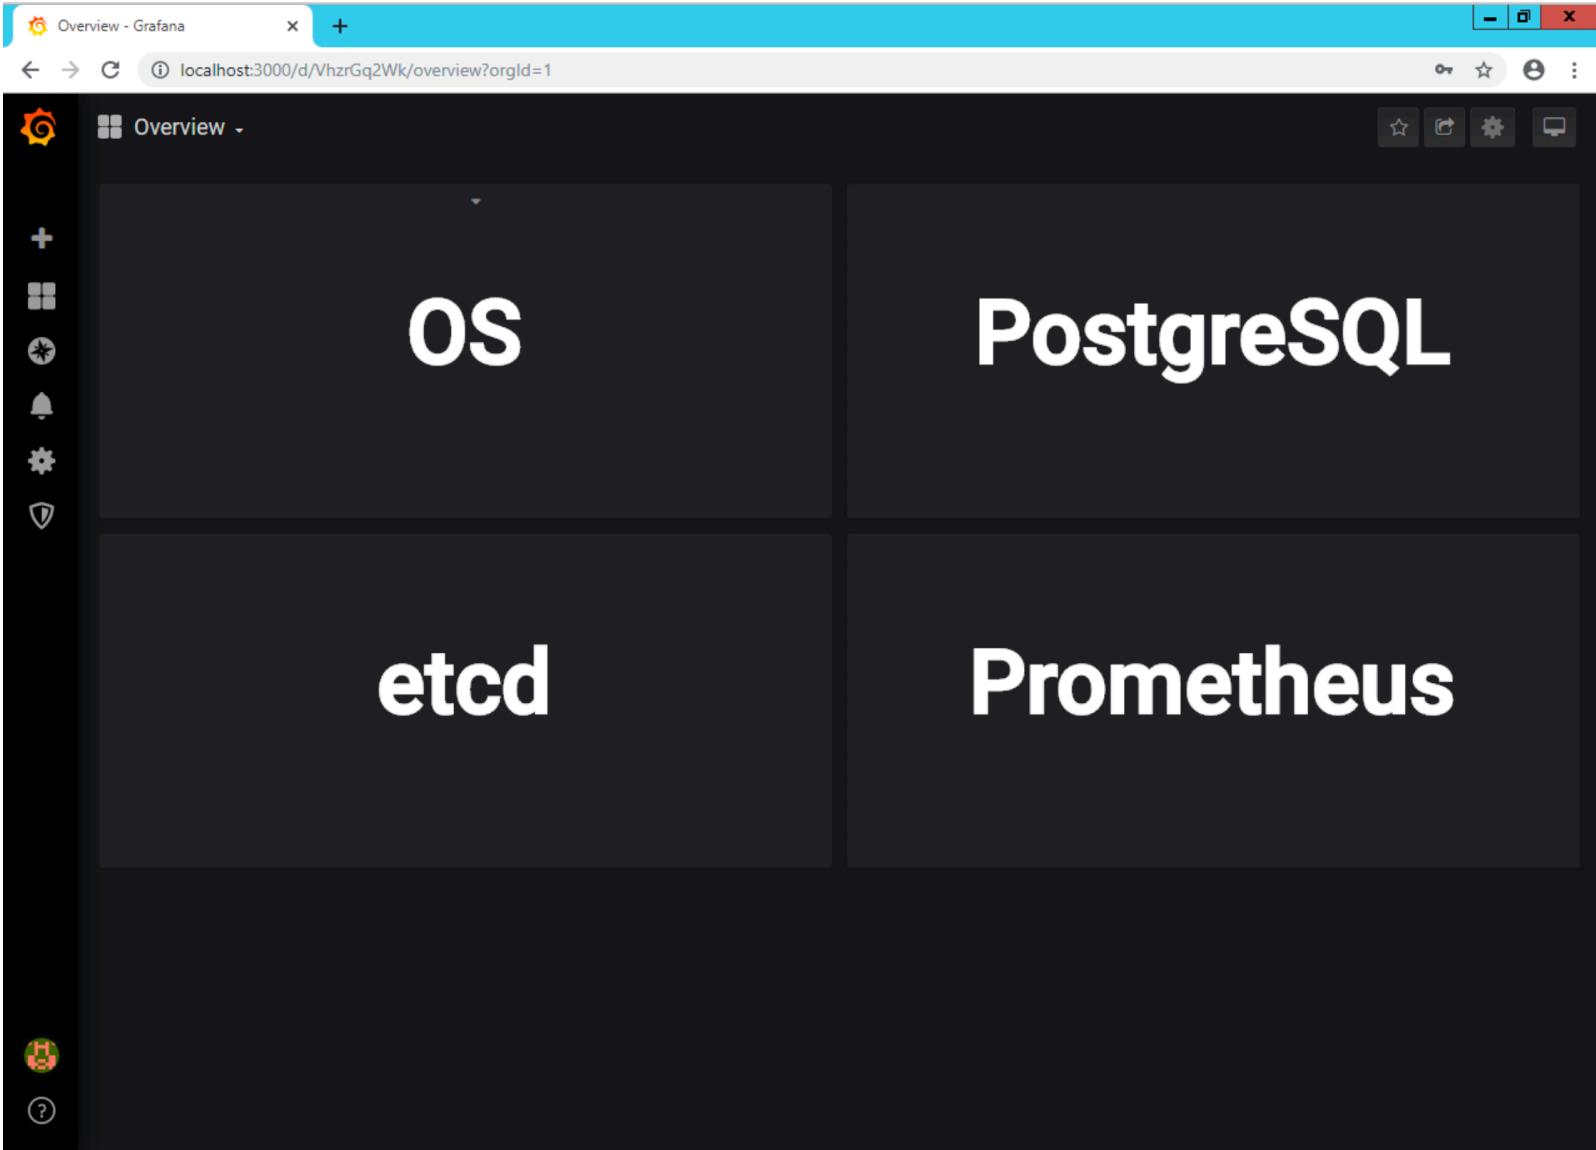 Overview - Grafana
localhost:3000/d/VhzrGq2Wk/overview?orgId=1
Overview
OS
PostgreSQL
etcd
Prometheus